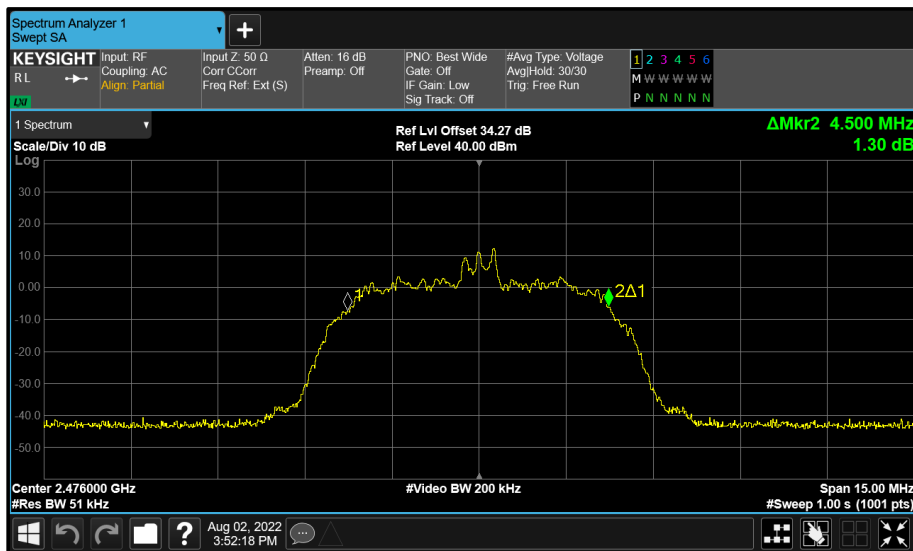 Spectrum Analyzer 1
Swept SA
KEYSIGHT
R L
LXI
Input: RF
Coupling: AC
Align: Partial
Input Z: 50 Ω
Corr CCorr
Freq Ref: Ext (S)
Atten: 16 dB
Preamp: Off
PNO: Best Wide
Gate: Off
IF Gain: Low
Sig Track: Off
#Avg Type: Voltage
Avg|Hold: 30/30
Trig: Free Run
1 2 3 4 5 6
M W W W W W
P N N N N N
1 Spectrum
Scale/Div 10 dB
Log
Ref Lvl Offset 34.27 dB
Ref Level 40.00 dBm
ΔMkr2 4.500 MHz
1.30 dB
30.0
20.0
10.0
0.00
-10.0
-20.0
-30.0
-40.0
-50.0
1
2Δ1
Center 2.476000 GHz
#Res BW 51 kHz
#Video BW 200 kHz
Span 15.00 MHz
#Sweep 1.00 s (1001 pts)
?
Aug 02, 2022
3:52:18 PM